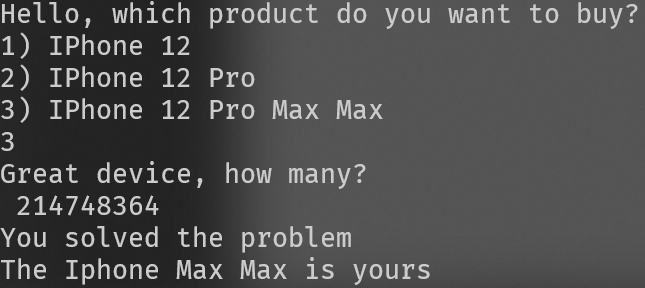 Hello, which product do you want to buy?
1) IPhone 12
2) IPhone 12 Pro
3) IPhone 12 Pro Max Max
3
Great device, how many?
 214748364
You solved the problem
The Iphone Max Max is yours